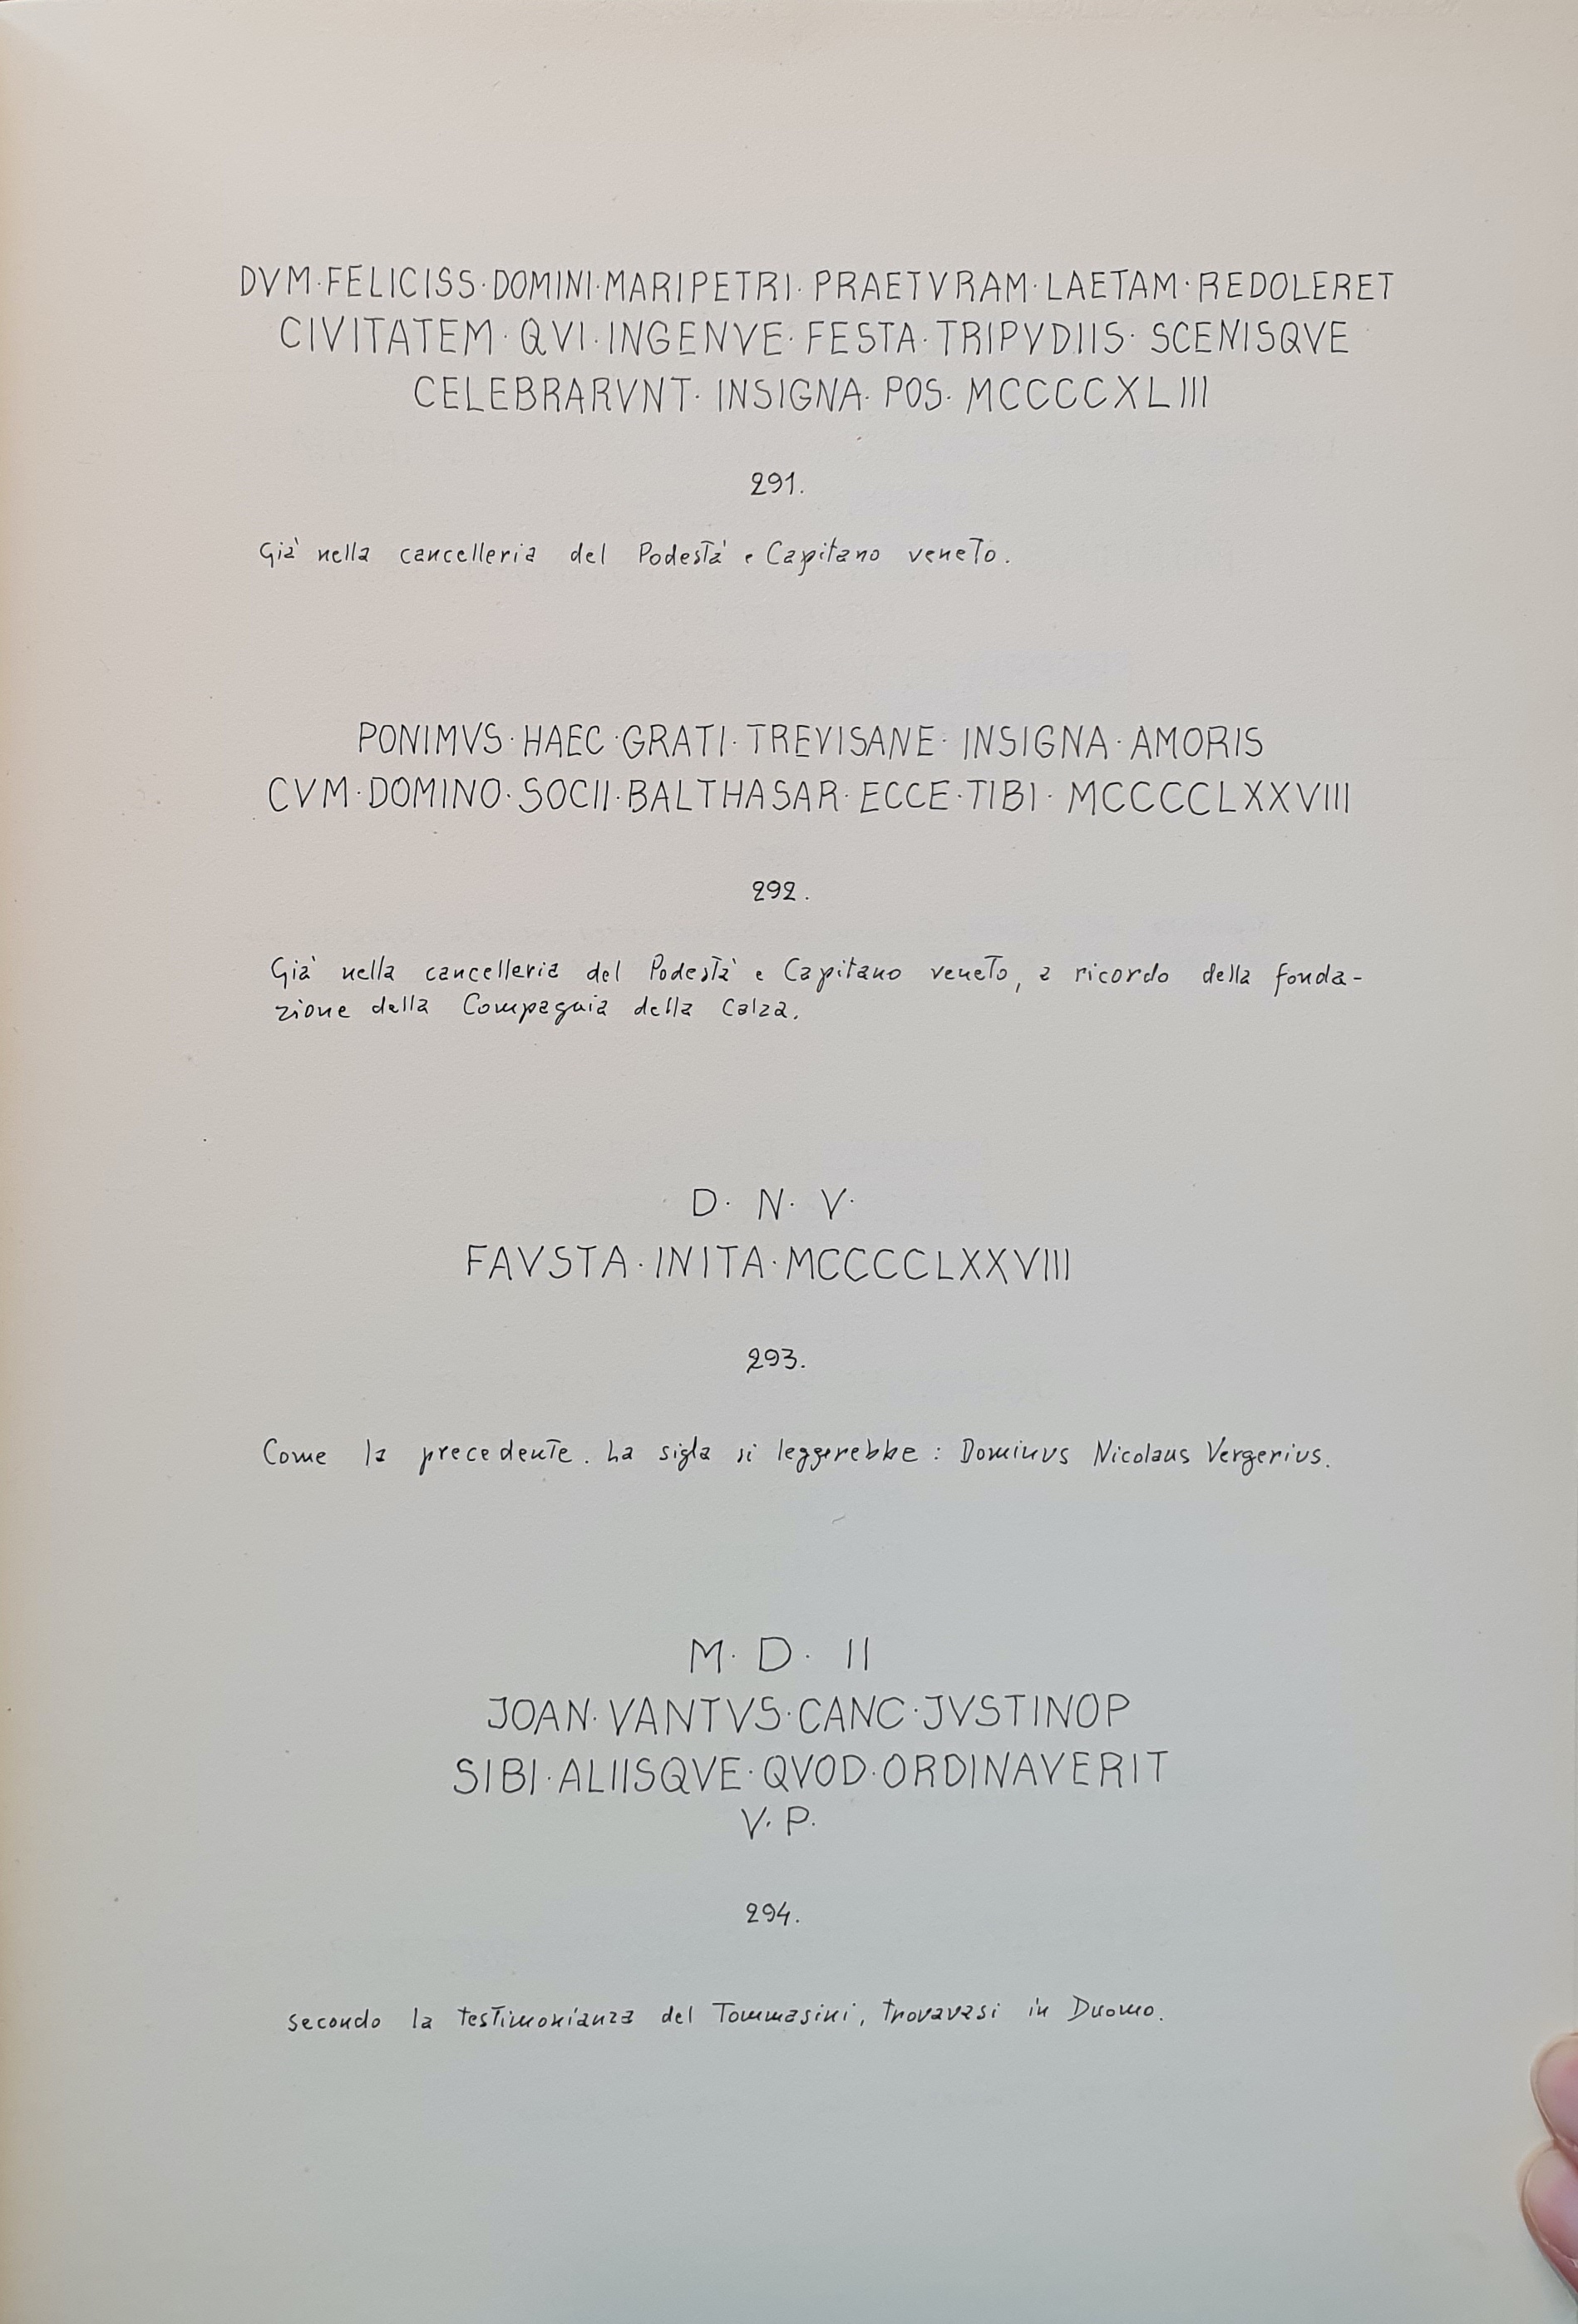 DVM·FELICISS·DOMINI·MARIPETRI·PRAETVRAM·LAETAM·REDOLERET
CIVITATEM·QVI·INGENVE·FESTA·TRIPVDIIS·SCENISQVE
CELEBRARVNT·INSIGNA·POS·MCCCCXLIII
291.
Già nella cancelleria del Podestà e Capitano veneto.
PONIMVS·HAEC·GRATI·TREVISANE·INSIGNA·AMORIS
CVM·DOMINO·SOCII·BALTHASAR·ECCE·TIBI·MCCCCLXXVIII
292.
Già nella cancelleria del Podestà e Capitano veneto, a ricordo della fonda-
zione della Compagnia della Calza.
D· N· V·
FAVSTA·INITA·MCCCCLXXVIII
293.
Come la precedente. La sigla si leggerebbe: Dominus Nicolaus Vergerius.
M· D· II
JOAN·VANTVS·CANC·JVSTINOP
SIBI·ALIISQVE·QVOD·ORDINAVERIT
V·P·
294.
secondo la testimonianza del Tommasini, trovavasi in Duomo.